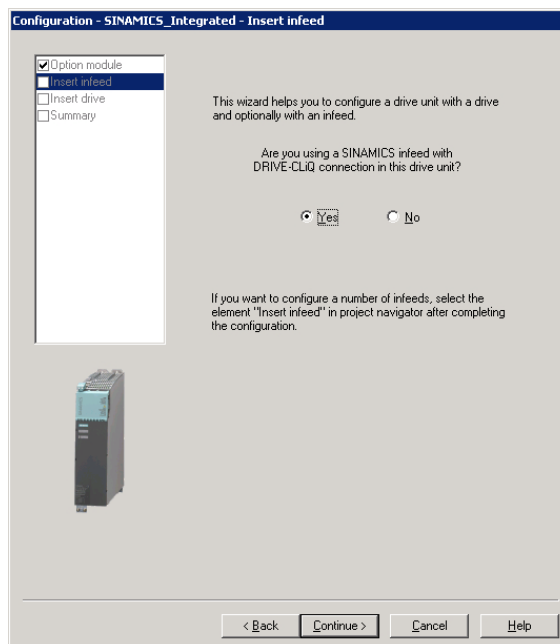 Configuration - SINAMICS_Integrated - Insert infeed
Option module
Insert infeed
Insert drive
Summary
This wizard helps you to configure a drive unit with a drive
and optionally with an infeed.
Are you using a SINAMICS infeed with
DRIVE-CLiQ connection in this drive unit?
Yes No
If you want to configure a number of infeeds, select the
element "Insert infeed" in project navigator after completing
the configuration.
< Back Continue > Cancel Help